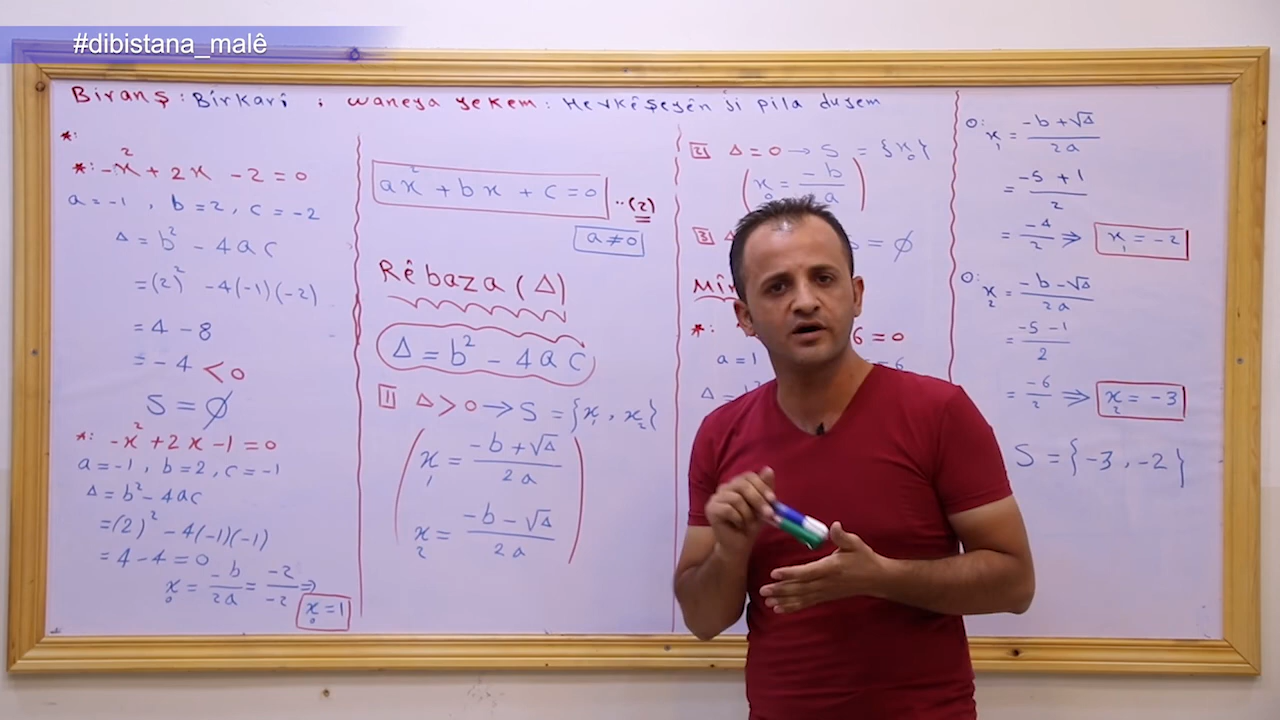 #dibistana_malê
Biranş : Birkarî ; waneya yekem : Hevkêşeyên ji pila duyem
*:
*: -x² + 2x - 2 = 0
a = -1 , b = 2 , c = -2
Δ = b² - 4ac
= (2)² - 4(-1)(-2)
= 4 - 8
= -4 < 0
S = ∅
*: -x² + 2x - 1 = 0
a = -1 , b = 2 , c = -1
Δ = b² - 4ac
= (2)² - 4(-1)(-1)
= 4 - 4 = 0
x₀ = -b/2a = -2/-2 ⇒
x₀ = 1
ax² + bx + c = 0 ..(2)
a ≠ 0
Rêbaza (Δ)
Δ = b² - 4ac
1 Δ > 0 → S = {x₁ , x₂}
(x₁ = (-b + √Δ)/2a
x₂ = (-b - √Δ)/2a)
2 Δ = 0 → S = {x₀}
(x₀ = -b/2a)
3 = ∅
*: 6 = 0
a = 1 6
Δ =
o: x₁ = (-b + √Δ)/2a
= (-5 + 1)/2
= -4/2 ⇒ x₁ = -2
o: x₂ = (-b - √Δ)/2a
= (-5 - 1)/2
= -6/2 ⇒ x₂ = -3
S = {-3 , -2}